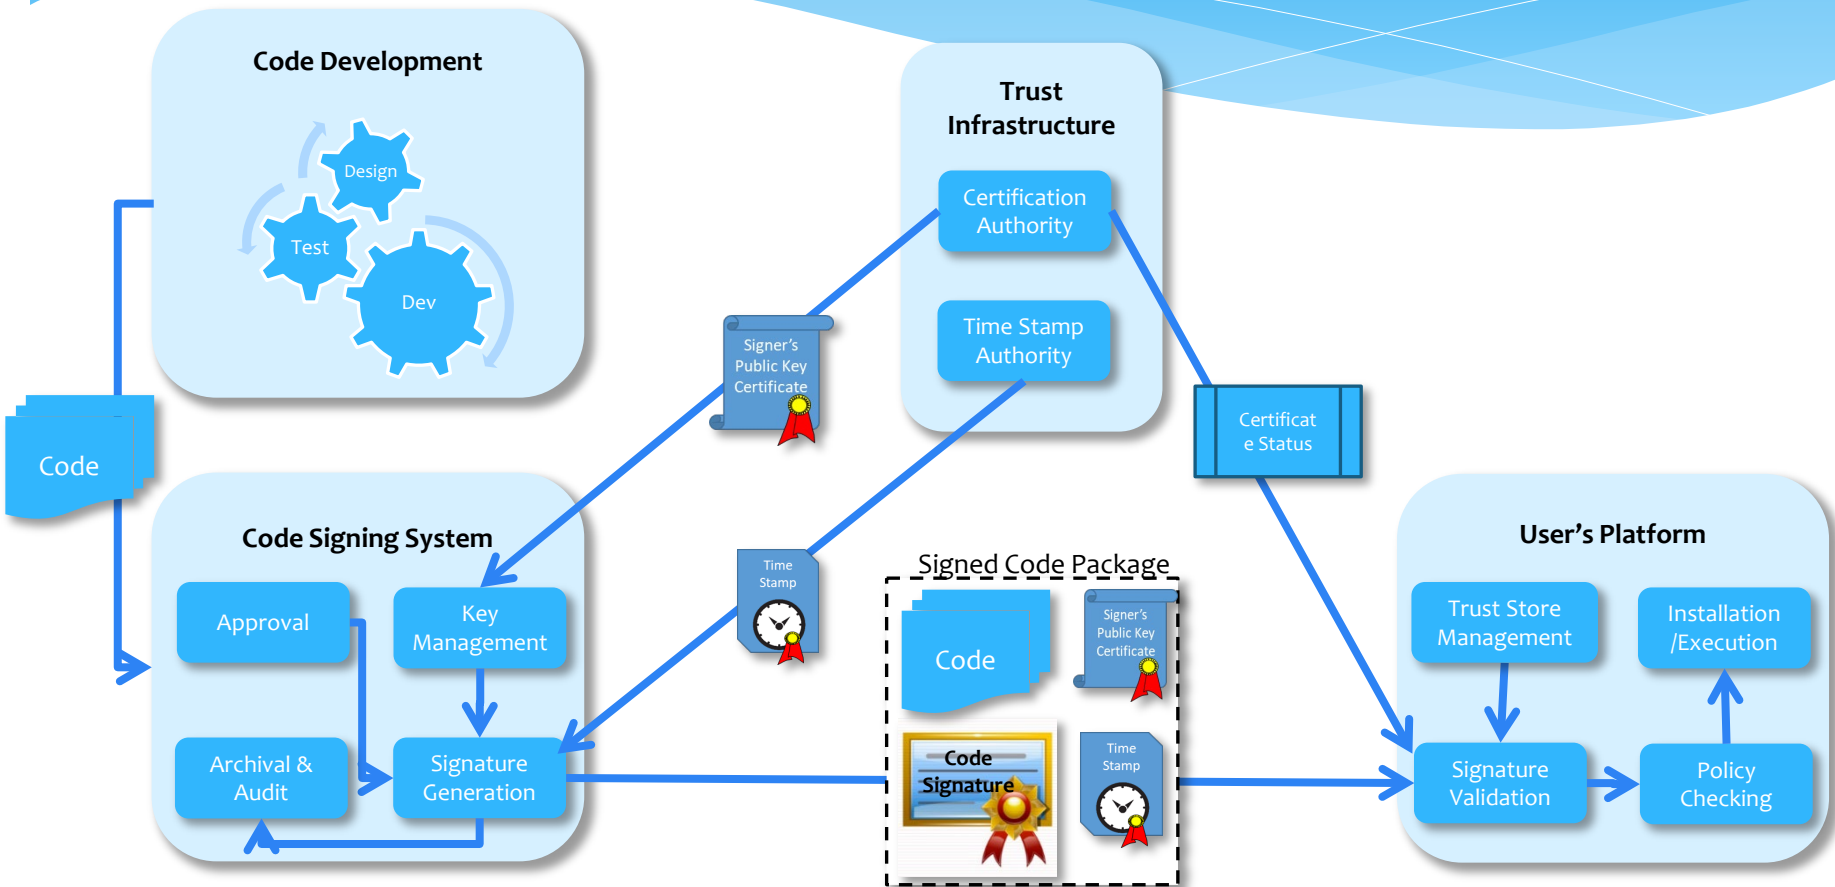 Code Development
Design
Test
Dev
Code
Trust
Infrastructure
Certification
Authority
Time Stamp
Authority
Signer's
Public Key
Certificate
Certificat
e Status
Time
Stamp
Code Signing System
Approval
Key
Management
Archival &
Audit
Signature
Generation
Signed Code Package
Code
Signer's
Public Key
Certificate
Code
Signature
Time
Stamp
User's Platform
Trust Store
Management
Installation
/Execution
Signature
Validation
Policy
Checking